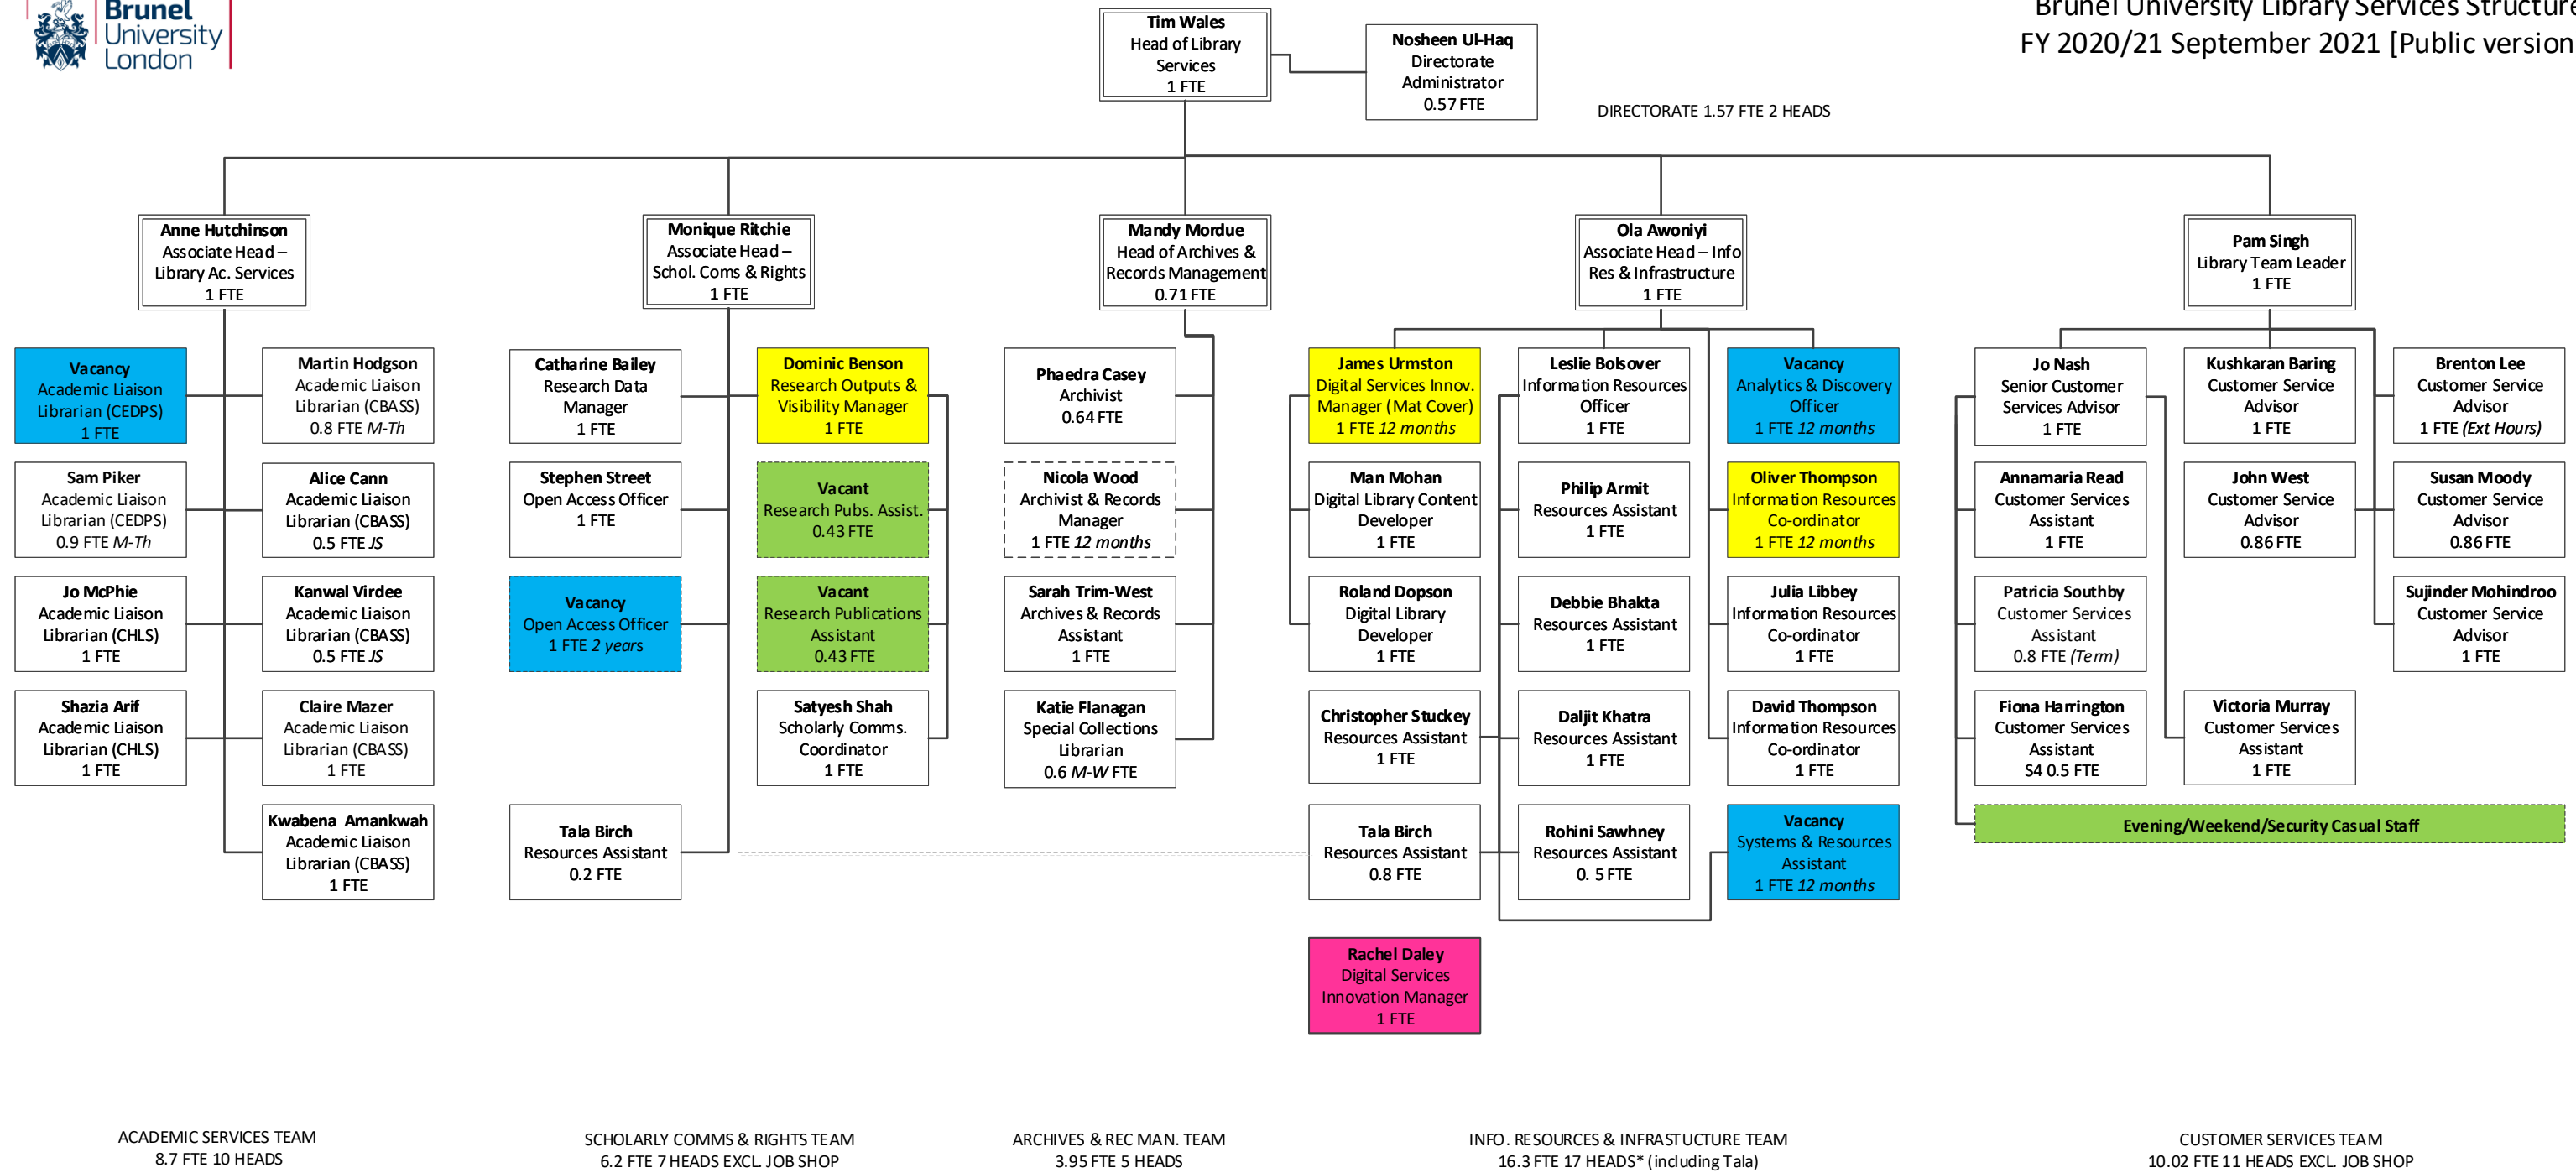 Brunel
University
London
Brunel University Library Services Structure
FY 2020/21 September 2021 [Public version
Tim Wales
Head of Library
Services
1 FTE
Nosheen Ul-Haq
Directorate
Administrator
0.57 FTE
DIRECTORATE 1.57 FTE 2 HEADS
Anne Hutchinson
Associate Head –
Library Ac. Services
1 FTE
Monique Ritchie
Associate Head –
Schol. Coms & Rights
1 FTE
Mandy Mordue
Head of Archives &
Records Management
0.71 FTE
Ola Awoniyi
Associate Head – Info
Res & Infrastructure
1 FTE
Pam Singh
Library Team Leader
1 FTE
Vacancy
Academic Liaison
Librarian (CEDPS)
1 FTE
Martin Hodgson
Academic Liaison
Librarian (CBASS)
0.8 FTE M-Th
Sam Piker
Academic Liaison
Librarian (CEDPS)
0.9 FTE M-Th
Alice Cann
Academic Liaison
Librarian (CBASS)
0.5 FTE JS
Jo McPhie
Academic Liaison
Librarian (CHLS)
1 FTE
Kanwal Virdee
Academic Liaison
Librarian (CBASS)
0.5 FTE JS
Shazia Arif
Academic Liaison
Librarian (CHLS)
1 FTE
Claire Mazer
Academic Liaison
Librarian (CBASS)
1 FTE
Kwabena Amankwah
Academic Liaison
Librarian (CBASS)
1 FTE
Catharine Bailey
Research Data
Manager
1 FTE
Dominic Benson
Research Outputs &
Visibility Manager
1 FTE
Stephen Street
Open Access Officer
1 FTE
Vacant
Research Pubs. Assist.
0.43 FTE
Vacancy
Open Access Officer
1 FTE 2 years
Vacant
Research Publications
Assistant
0.43 FTE
Satyesh Shah
Scholarly Comms.
Coordinator
1 FTE
Tala Birch
Resources Assistant
0.2 FTE
Phaedra Casey
Archivist
0.64 FTE
Nicola Wood
Archivist & Records
Manager
1 FTE 12 months
Sarah Trim-West
Archives & Records
Assistant
1 FTE
Katie Flanagan
Special Collections
Librarian
0.6 M-W FTE
James Urmston
Digital Services Innov.
Manager (Mat Cover)
1 FTE 12 months
Leslie Bolsover
Information Resources
Officer
1 FTE
Vacancy
Analytics & Discovery
Officer
1 FTE 12 months
Man Mohan
Digital Library Content
Developer
1 FTE
Philip Armit
Resources Assistant
1 FTE
Oliver Thompson
Information Resources
Co-ordinator
1 FTE 12 months
Roland Dopson
Digital Library
Developer
1 FTE
Debbie Bhakta
Resources Assistant
1 FTE
Julia Libbey
Information Resources
Co-ordinator
1 FTE
Christopher Stuckey
Resources Assistant
1 FTE
Daljit Khatra
Resources Assistant
1 FTE
David Thompson
Information Resources
Co-ordinator
1 FTE
Tala Birch
Resources Assistant
0.8 FTE
Rohini Sawhney
Resources Assistant
0. 5 FTE
Vacancy
Systems & Resources
Assistant
1 FTE 12 months
Rachel Daley
Digital Services
Innovation Manager
1 FTE
Jo Nash
Senior Customer
Services Advisor
1 FTE
Kushkaran Baring
Customer Service
Advisor
1 FTE
Brenton Lee
Customer Service
Advisor
1 FTE (Ext Hours)
Annamaria Read
Customer Services
Assistant
1 FTE
John West
Customer Service
Advisor
0.86 FTE
Susan Moody
Customer Service
Advisor
0.86 FTE
Patricia Southby
Customer Services
Assistant
0.8 FTE (Term)
Sujinder Mohindroo
Customer Service
Advisor
1 FTE
Fiona Harrington
Customer Services
Assistant
S4 0.5 FTE
Victoria Murray
Customer Services
Assistant
1 FTE
Evening/Weekend/Security Casual Staff
ACADEMIC SERVICES TEAM
8.7 FTE 10 HEADS
SCHOLARLY COMMS & RIGHTS TEAM
6.2 FTE 7 HEADS EXCL. JOB SHOP
ARCHIVES & REC MAN. TEAM
3.95 FTE 5 HEADS
INFO. RESOURCES & INFRASTUCTURE TEAM
16.3 FTE 17 HEADS* (including Tala)
CUSTOMER SERVICES TEAM
10.02 FTE 11 HEADS EXCL. JOB SHOP